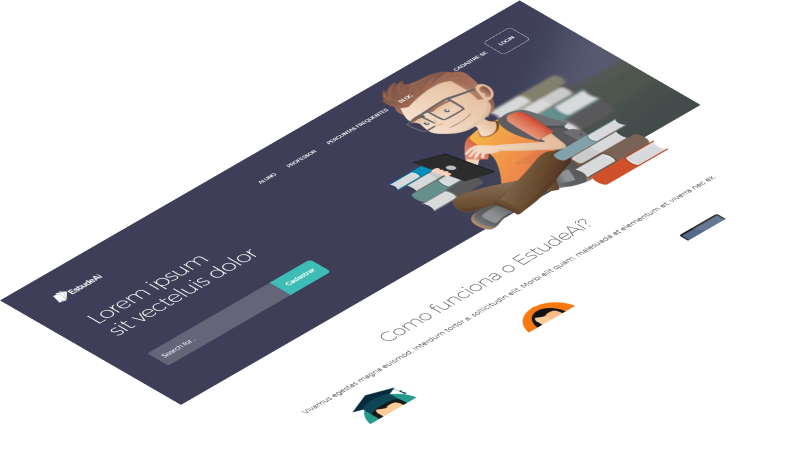 EstudeAí
ALUNO
PROFESSOR
PERGUNTAS FREQUENTES
BLOG
CADASTRE-SE
LOGIN
Lorem ipsum
sit vecteluis dolor
Search for...
Cadastrar
Como funciona o EstudeAí?
Vivamus egestas magna euismod, interdum tortor a, sollicitudin elit. Morbi elit quam, malesuada et elementum et, viverra nec ex.